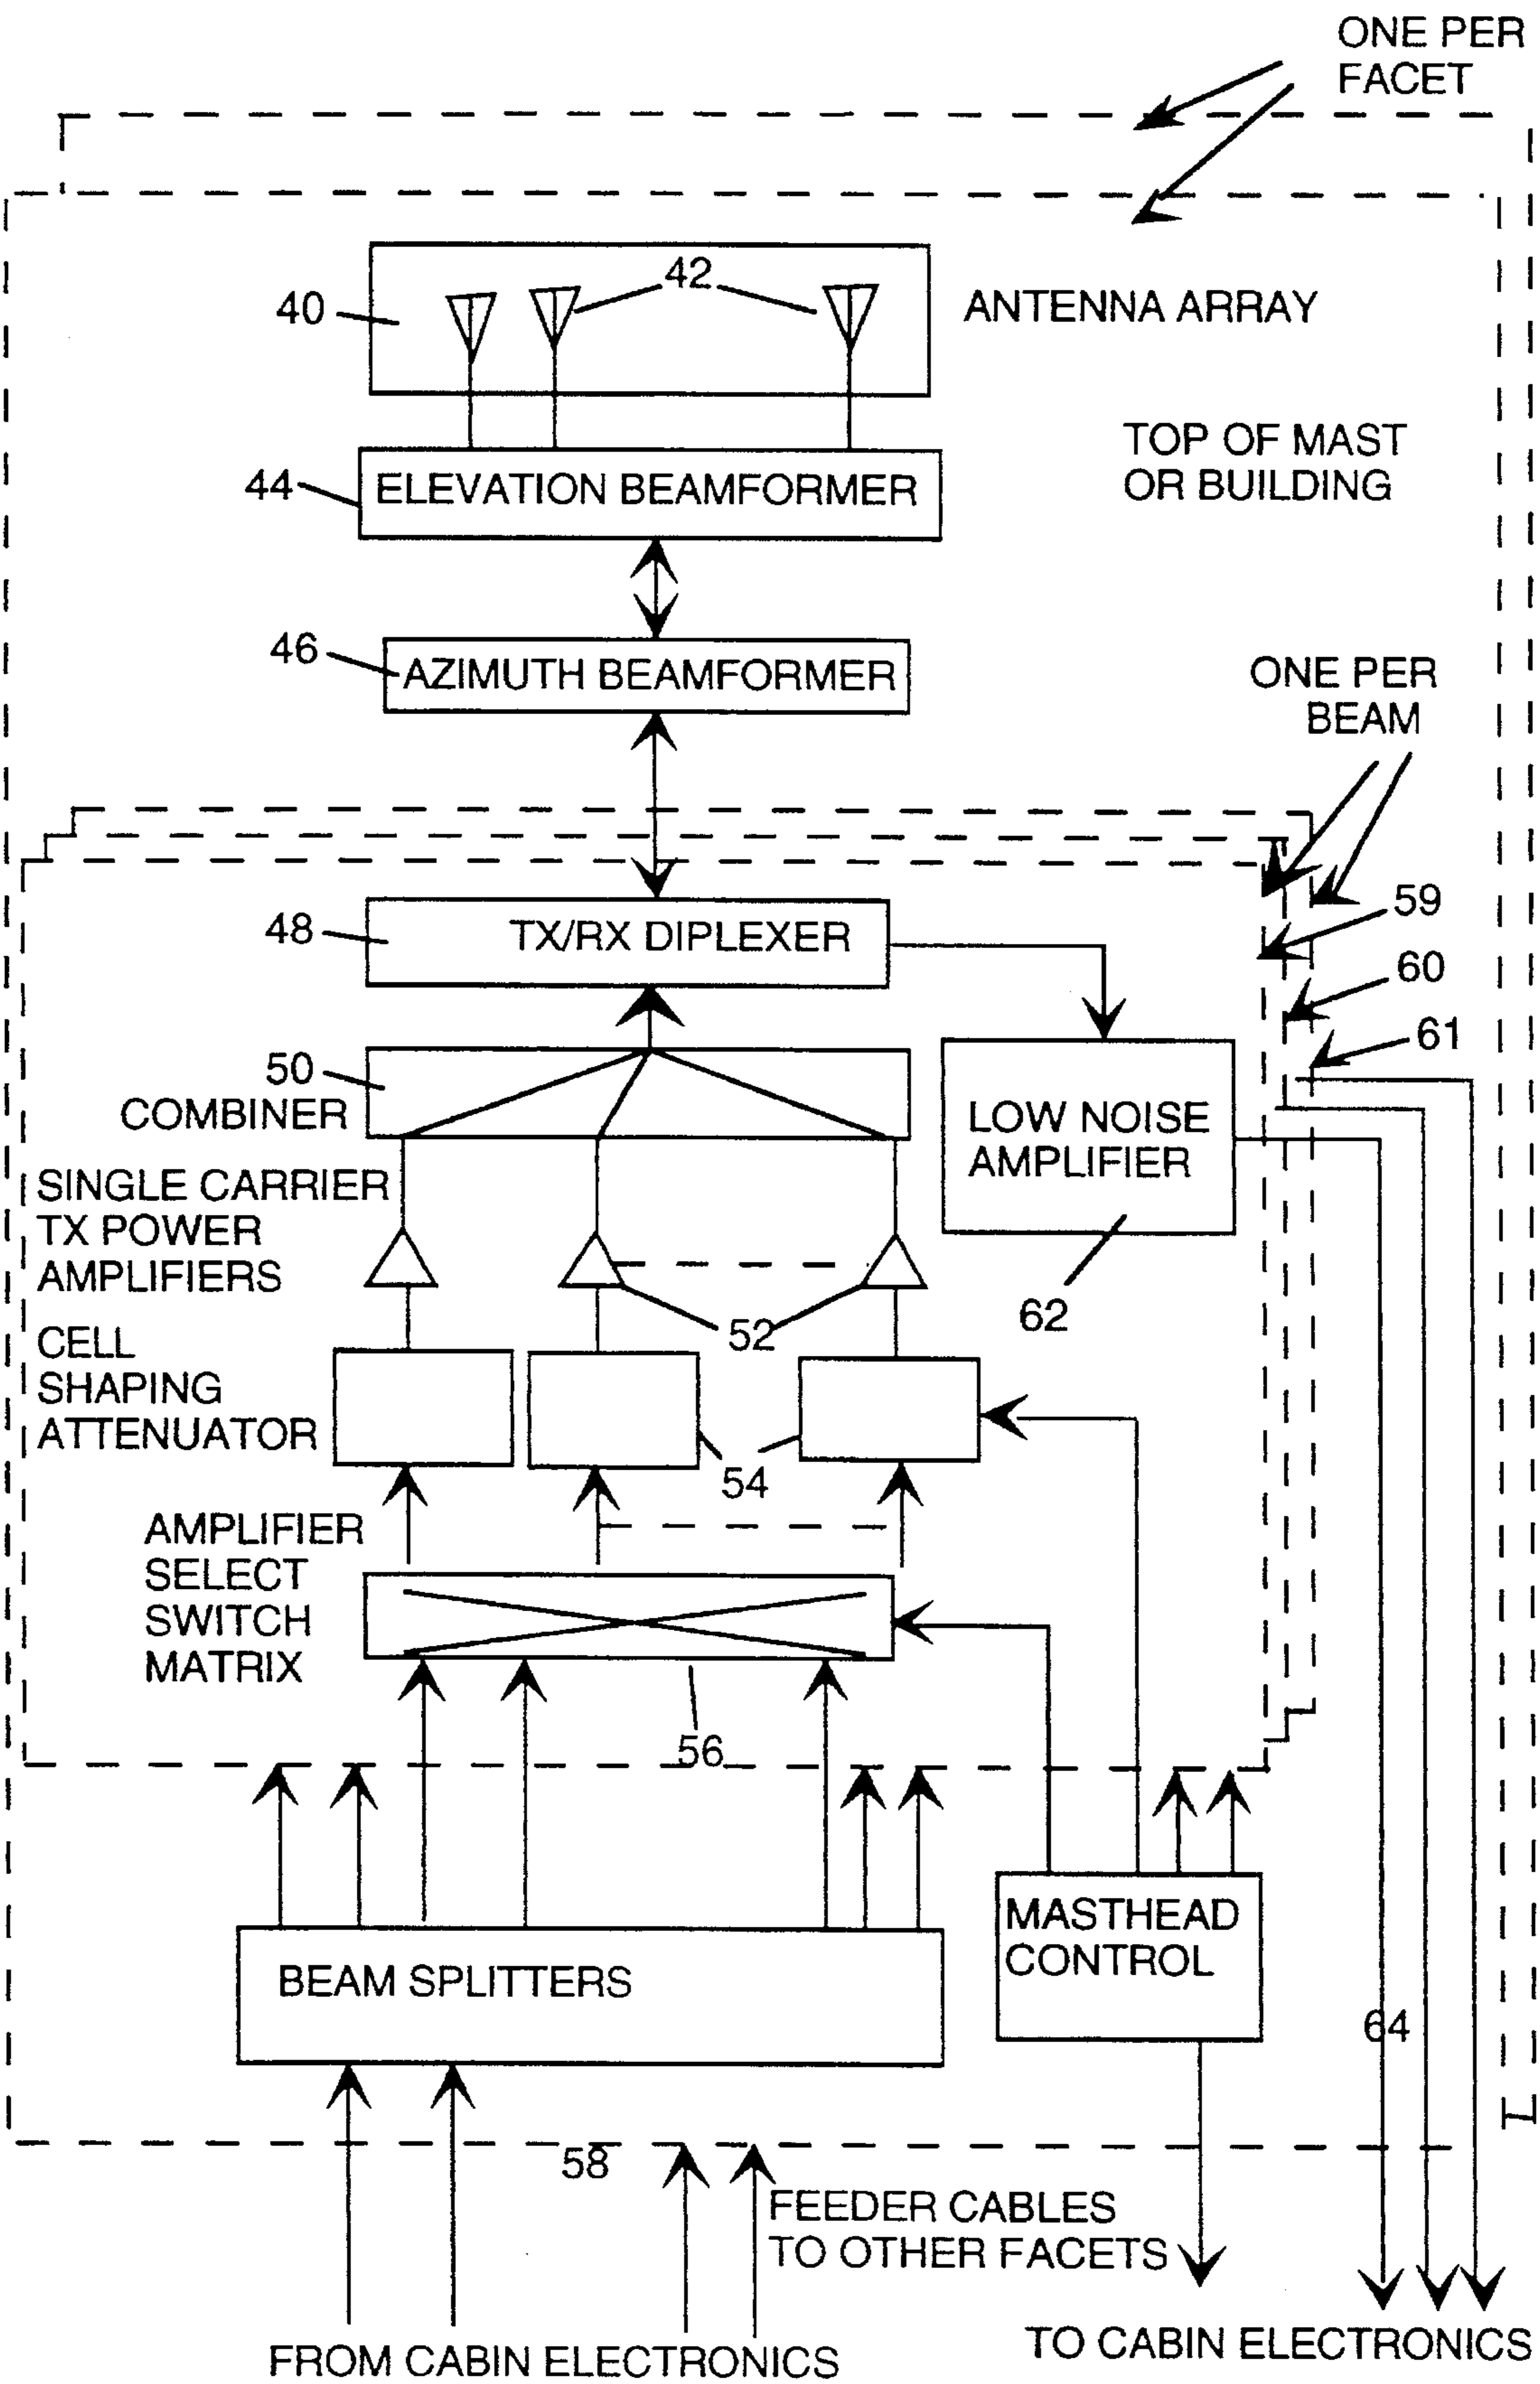 ONE PER
FACET
42
40
ANTENNA ARRAY
TOP OF MAST
OR BUILDING
44
ELEVATION BEAMFORMER
46
AZIMUTH BEAMFORMER
ONE PER
BEAM
48
TX/RX DIPLEXER
59
60
61
50
COMBINER
LOW NOISE
AMPLIFIER
SINGLE CARRIER
TX POWER
AMPLIFIERS
62
52
CELL
SHAPING
ATTENUATOR
54
AMPLIFIER
SELECT
SWITCH
MATRIX
56
MASTHEAD
CONTROL
BEAM SPLITTERS
64
58
FEEDER CABLES
TO OTHER FACETS
FROM CABIN ELECTRONICS
TO CABIN ELECTRONICS